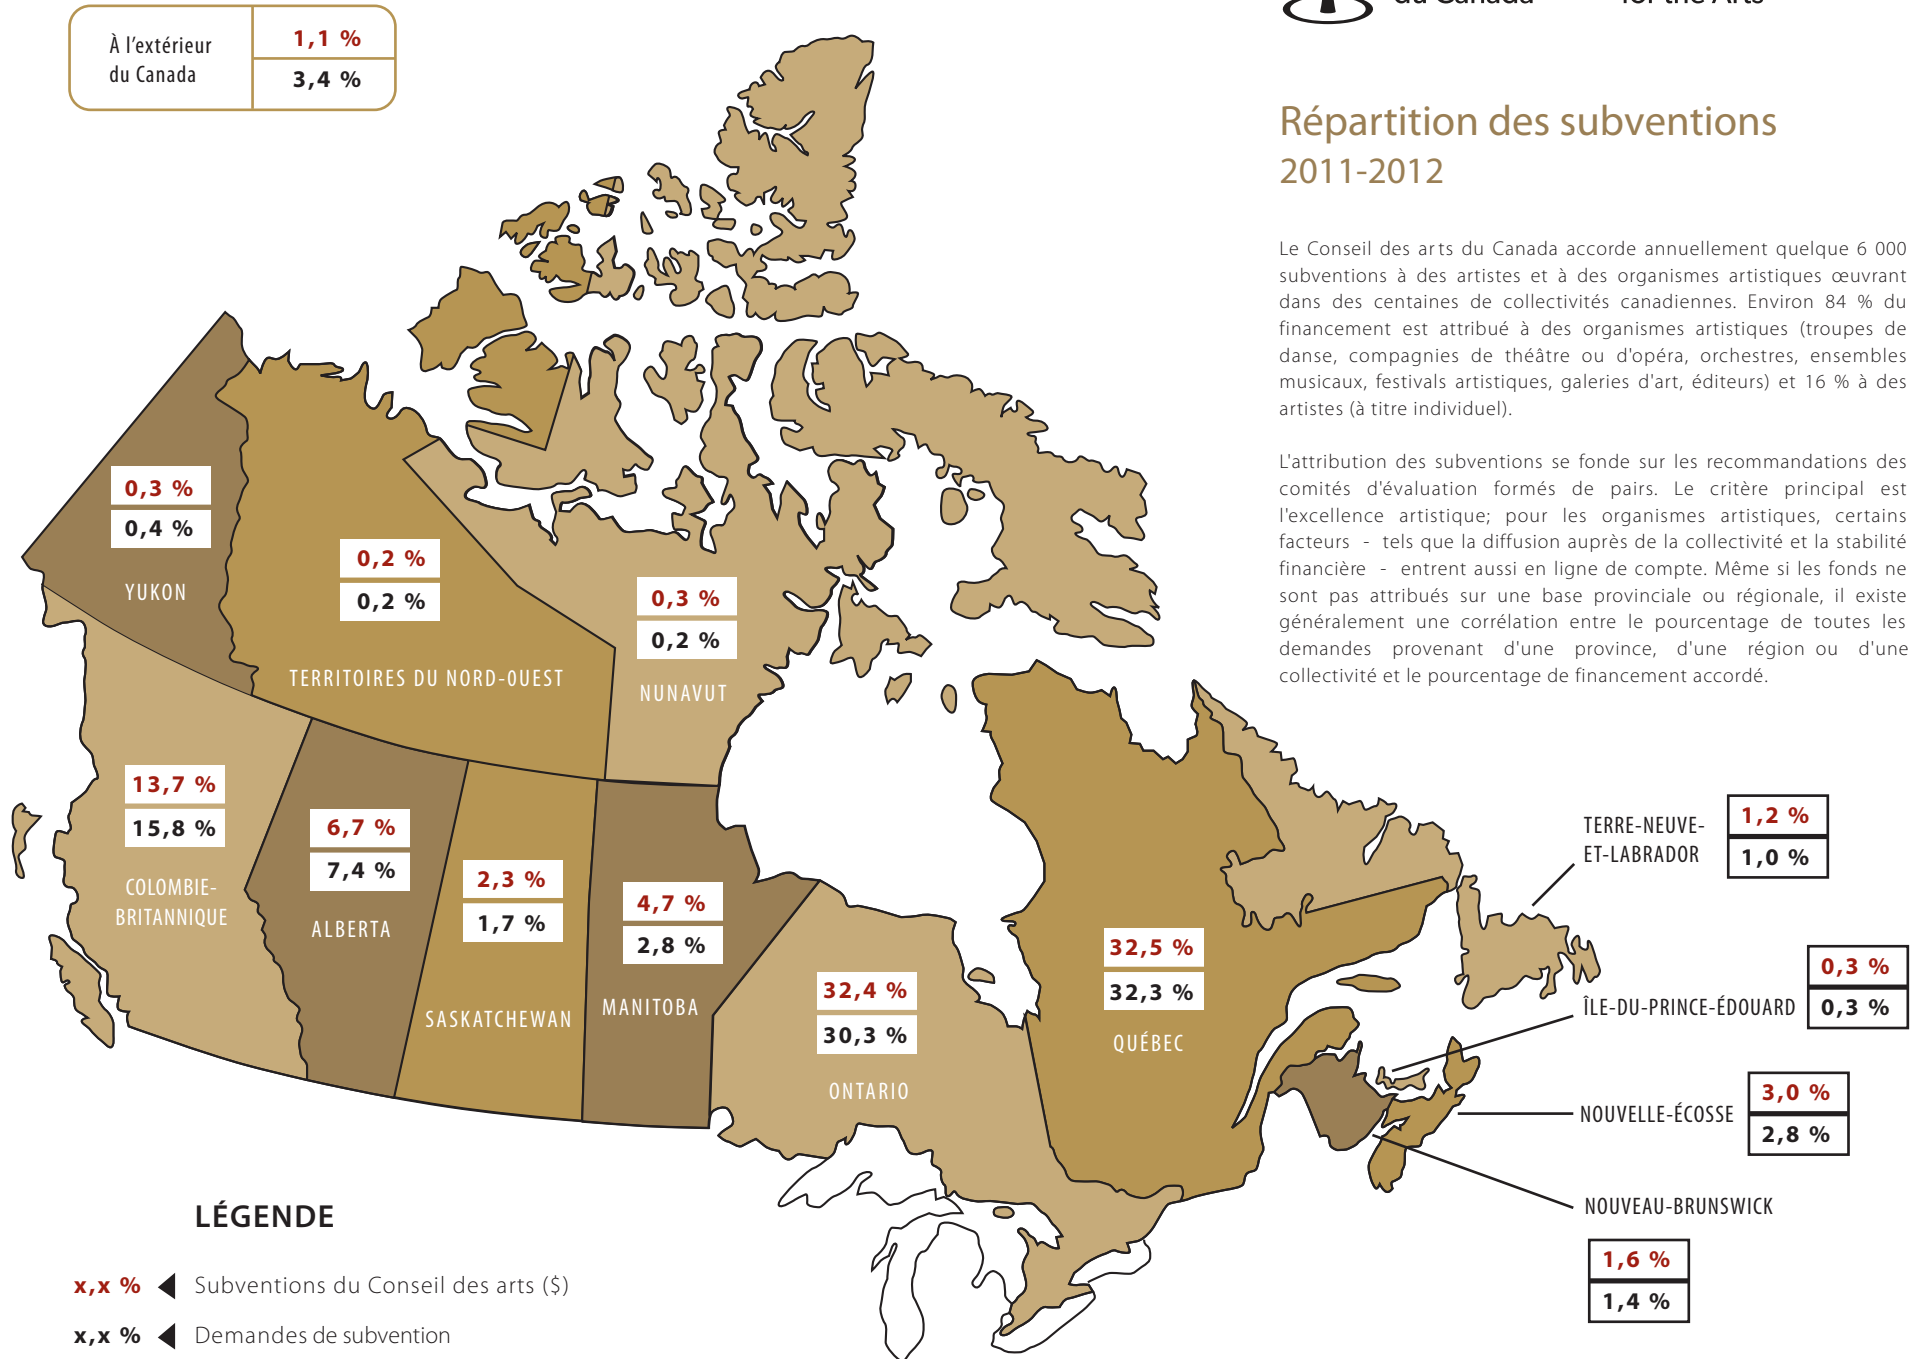 du Canada for the Arts
À l'extérieur
du Canada
1,1 %
3,4 %
Répartition des subventions
2011-2012
Le Conseil des arts du Canada accorde annuellement quelque 6 000
subventions à des artistes et à des organismes artistiques œuvrant
dans des centaines de collectivités canadiennes. Environ 84 % du
financement est attribué à des organismes artistiques (troupes de
danse, compagnies de théâtre ou d'opéra, orchestres, ensembles
musicaux, festivals artistiques, galeries d'art, éditeurs) et 16 % à des
artistes (à titre individuel).
L'attribution des subventions se fonde sur les recommandations des
comités d'évaluation formés de pairs. Le critère principal est
l'excellence artistique; pour les organismes artistiques, certains
facteurs - tels que la diffusion auprès de la collectivité et la stabilité
financière - entrent aussi en ligne de compte. Même si les fonds ne
sont pas attribués sur une base provinciale ou régionale, il existe
généralement une corrélation entre le pourcentage de toutes les
demandes provenant d'une province, d'une région ou d'une
collectivité et le pourcentage de financement accordé.
0,3 %
0,4 %
YUKON
0,2 %
0,2 %
TERRITOIRES DU NORD-OUEST
0,3 %
0,2 %
NUNAVUT
13,7 %
15,8 %
COLOMBIE-
BRITANNIQUE
6,7 %
7,4 %
ALBERTA
2,3 %
1,7 %
SASKATCHEWAN
4,7 %
2,8 %
MANITOBA
32,4 %
30,3 %
ONTARIO
32,5 %
32,3 %
QUÉBEC
TERRE-NEUVE-
ET-LABRADOR
1,2 %
1,0 %
ÎLE-DU-PRINCE-ÉDOUARD
0,3 %
0,3 %
NOUVELLE-ÉCOSSE
3,0 %
2,8 %
NOUVEAU-BRUNSWICK
1,6 %
1,4 %
LÉGENDE
x,x % Subventions du Conseil des arts ($)
x,x % Demandes de subvention